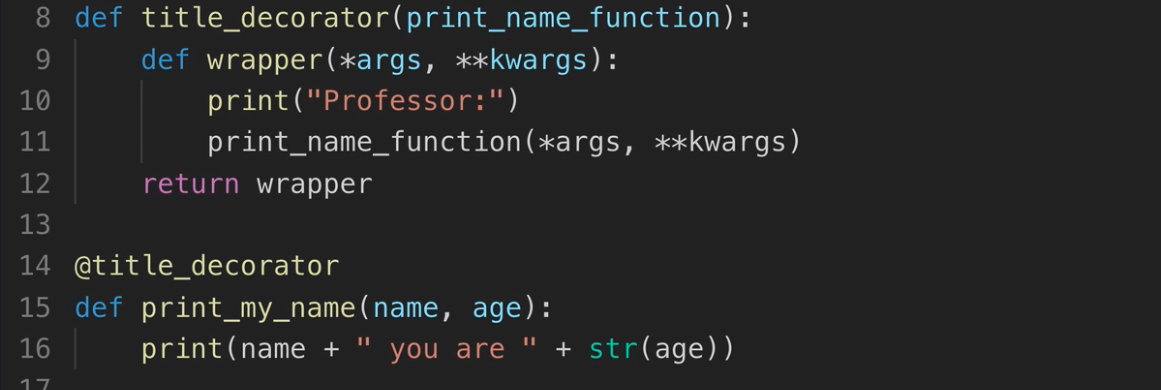 8 def title_decorator(print_name_function):
9     def wrapper(*args, **kwargs):
10         print("Professor:")
11         print_name_function(*args, **kwargs)
12     return wrapper
13
14 @title_decorator
15 def print_my_name(name, age):
16     print(name + " you are " + str(age))
17